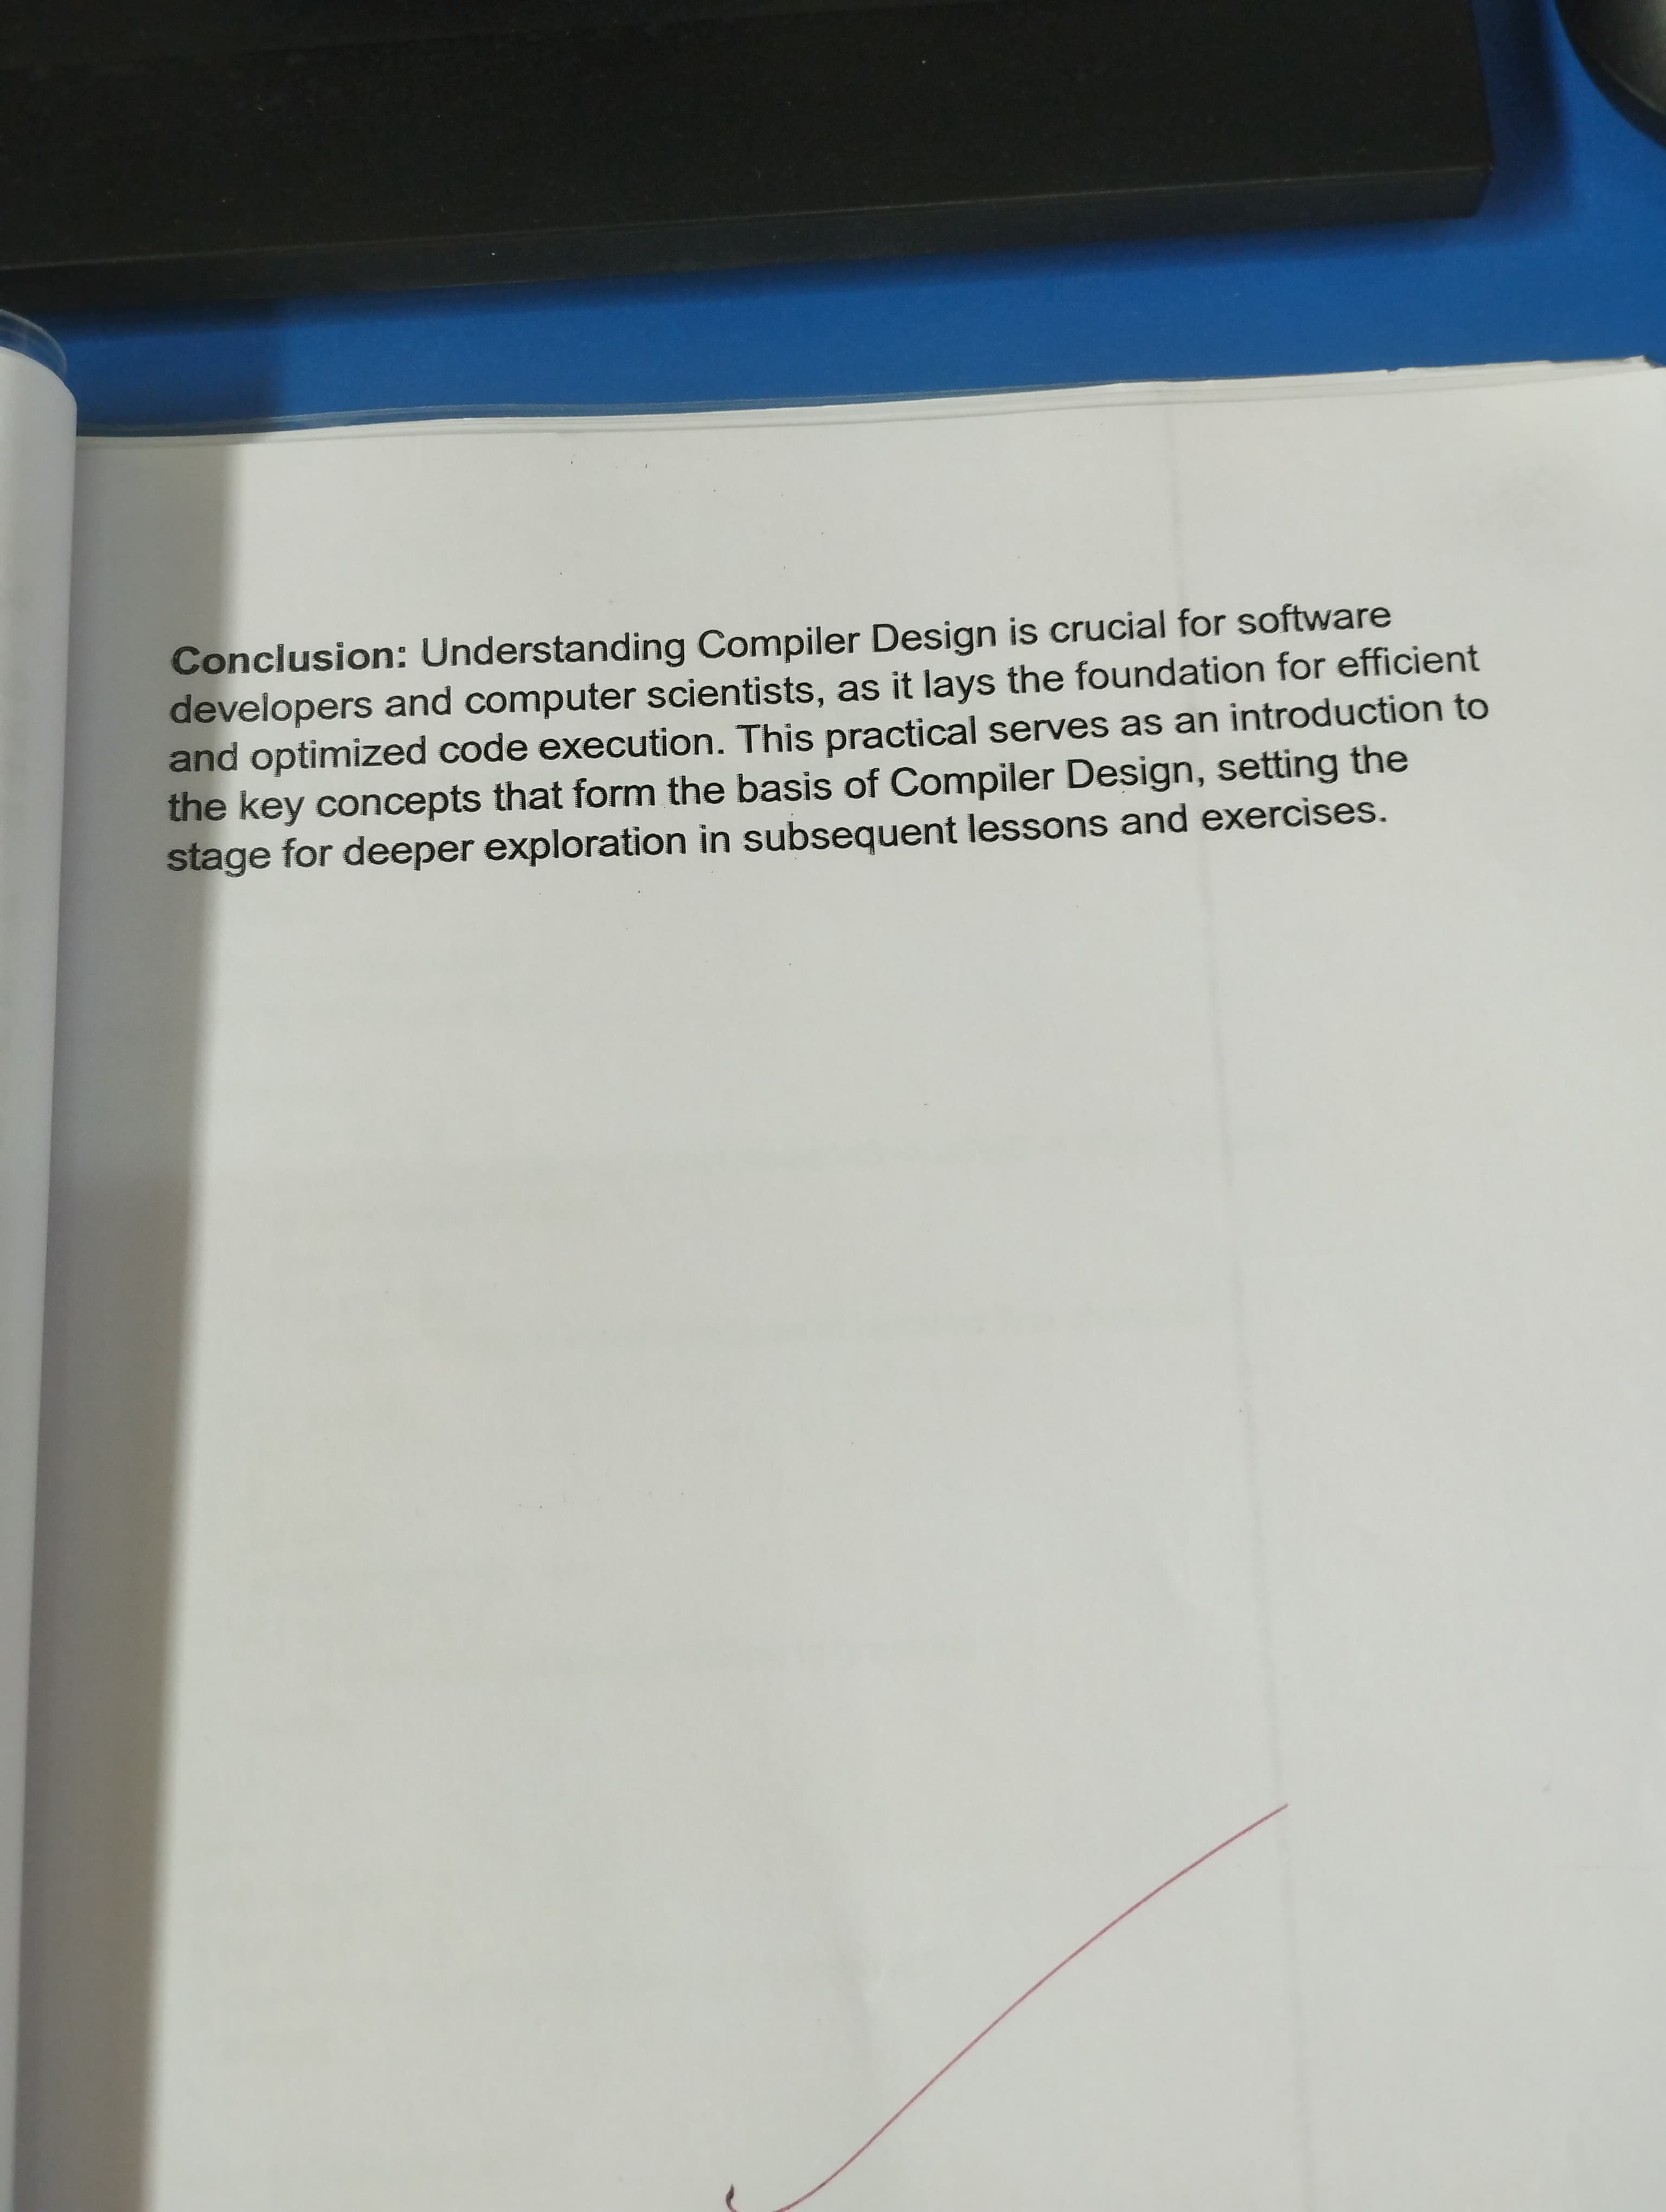 Conclusion: Understanding Compiler Design is crucial for software
developers and computer scientists, as it lays the foundation for efficient
and optimized code execution. This practical serves as an introduction to
the key concepts that form the basis of Compiler Design, setting the
stage for deeper exploration in subsequent lessons and exercises.